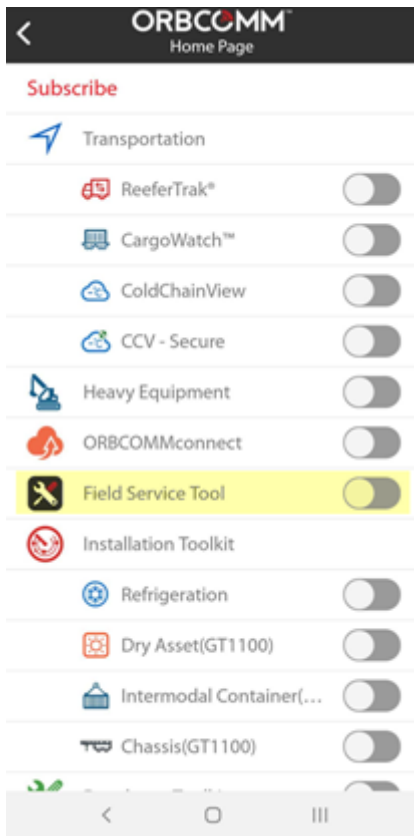 ORBCOMM™
Home Page
Subscribe
Transportation
ReeferTrak®
CargoWatch™
ColdChainView
CCV - Secure
Heavy Equipment
ORBCOMMconnect
Field Service Tool
Installation Toolkit
Refrigeration
Dry Asset(GT1100)
Intermodal Container(...
Chassis(GT1100)